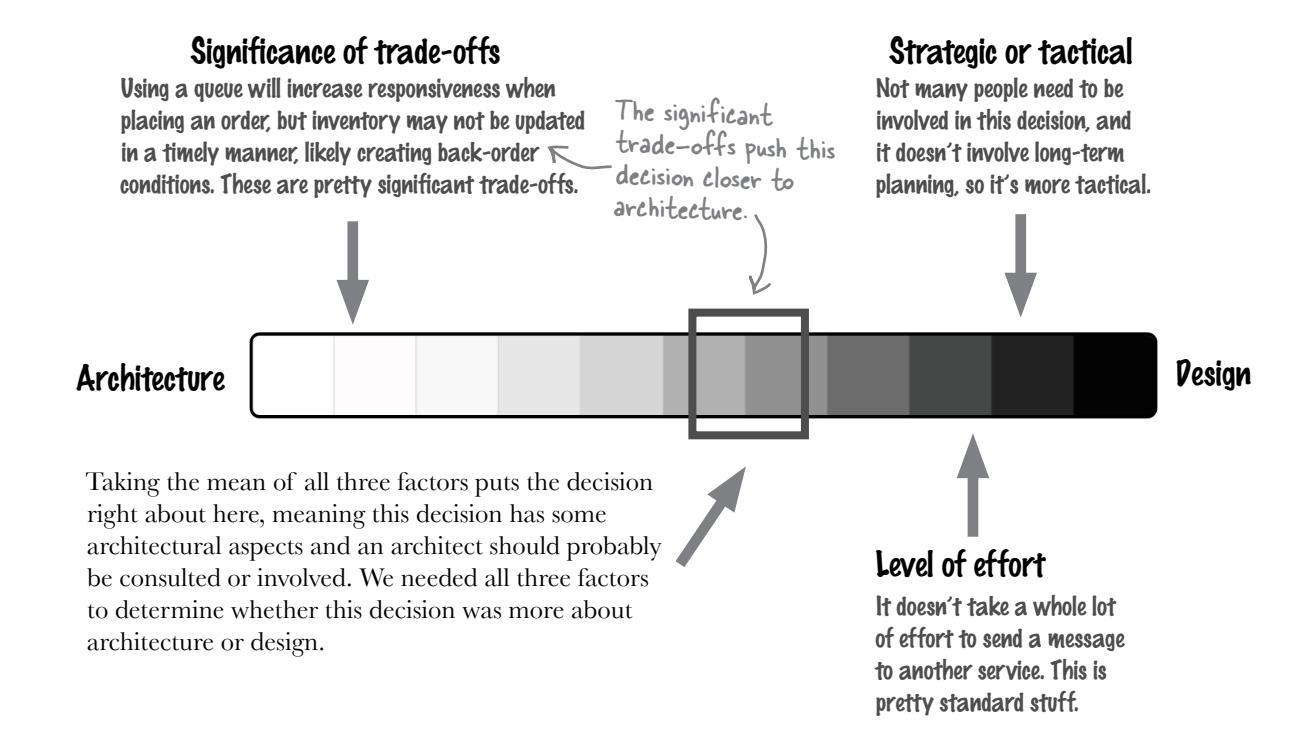 Significance of trade-offs
Using a queue will increase responsiveness when
placing an order, but inventory may not be updated
in a timely manner, likely creating back-order
conditions. These are pretty significant trade-offs.
The significant
trade-offs push this
decision closer to
architecture.
Strategic or tactical
Not many people need to be
involved in this decision, and
it doesn't involve long-term
planning, so it's more tactical.
Architecture
Design
Taking the mean of all three factors puts the decision
right about here, meaning this decision has some
architectural aspects and an architect should probably
be consulted or involved. We needed all three factors
to determine whether this decision was more about
architecture or design.
Level of effort
It doesn't take a whole lot
of effort to send a message
to another service. This is
pretty standard stuff.